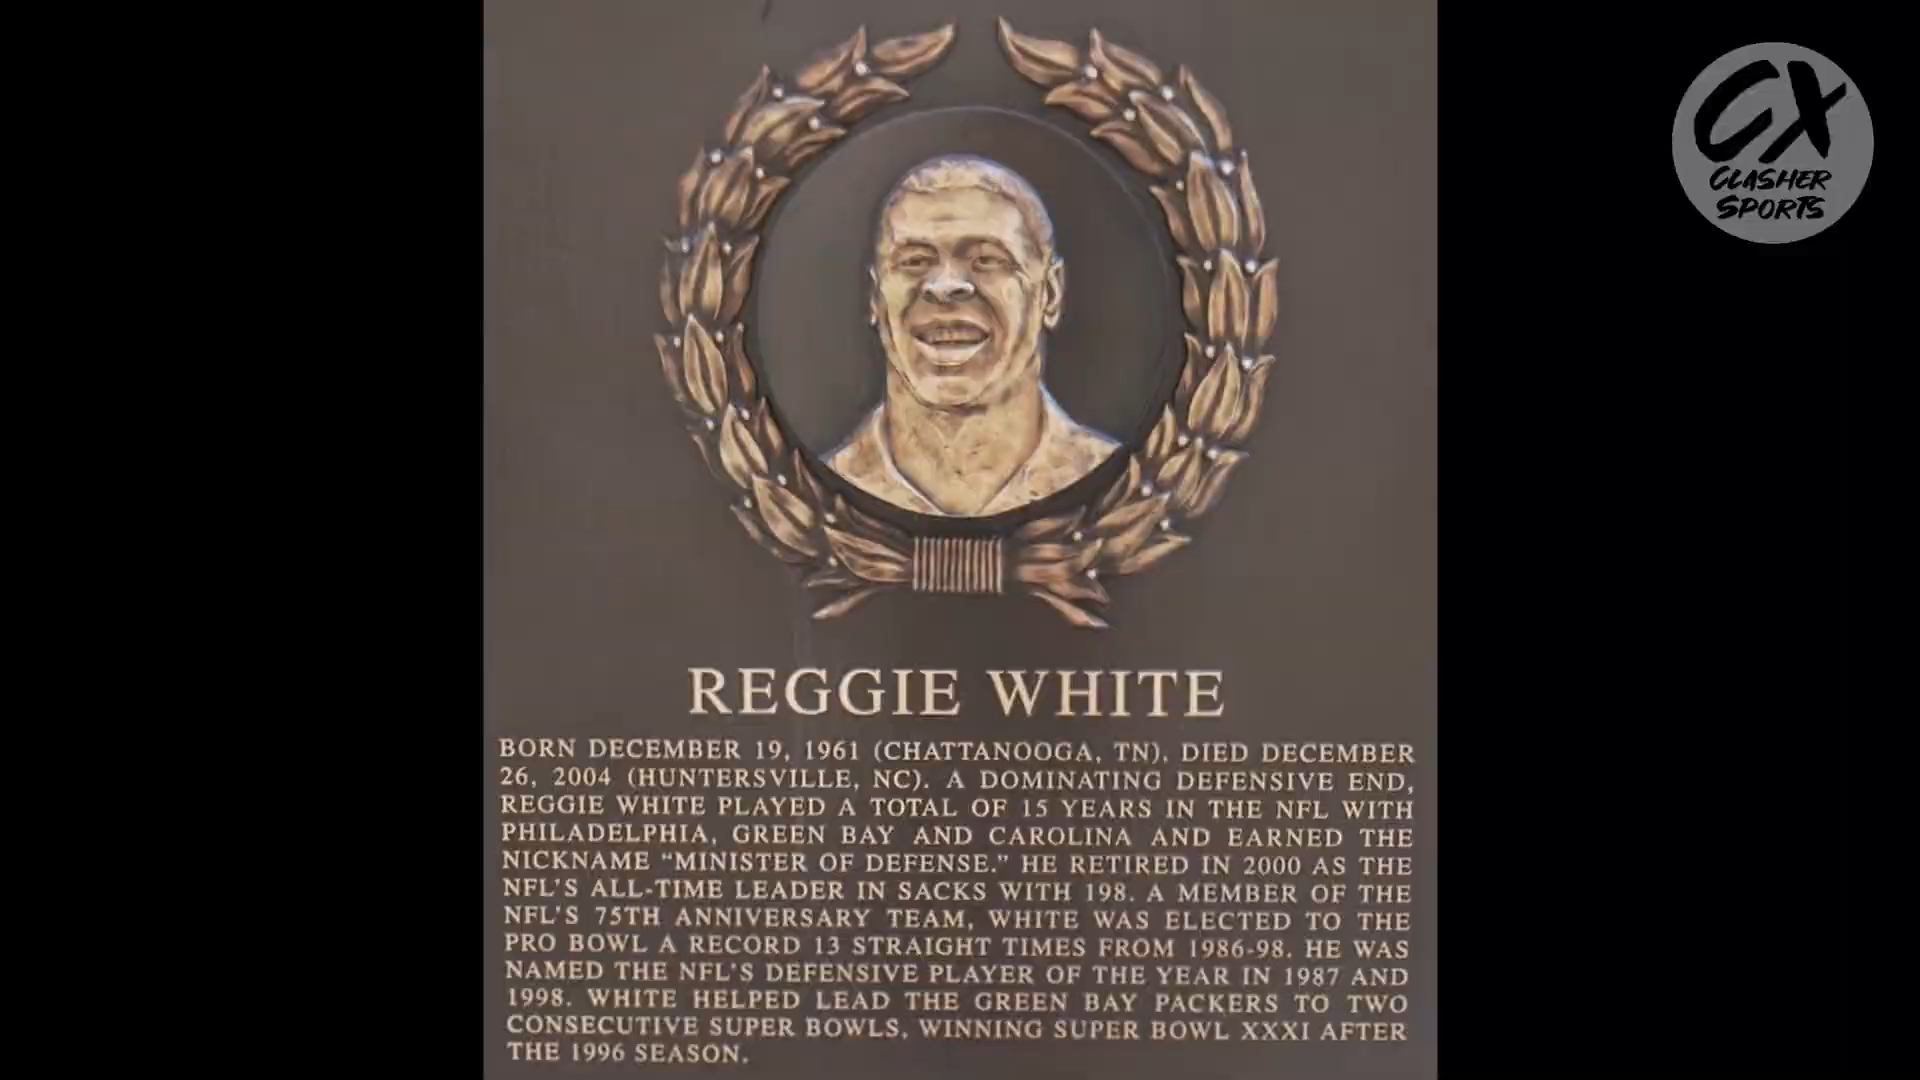 CX
CLASHER
SPORTS
REGGIE WHITE
BORN DECEMBER 19, 1961 (CHATTANOOGA, TN). DIED DECEMBER
26, 2004 (HUNTERSVILLE, NC). A DOMINATING DEFENSIVE END,
REGGIE WHITE PLAYED A TOTAL OF 15 YEARS IN THE NFL WITH
PHILADELPHIA, GREEN BAY AND CAROLINA AND EARNED THE
NICKNAME “MINISTER OF DEFENSE.” HE RETIRED IN 2000 AS THE
NFL’S ALL-TIME LEADER IN SACKS WITH 198. A MEMBER OF THE
NFL’S 75TH ANNIVERSARY TEAM, WHITE WAS ELECTED TO THE
PRO BOWL A RECORD 13 STRAIGHT TIMES FROM 1986-98. HE WAS
NAMED THE NFL’S DEFENSIVE PLAYER OF THE YEAR IN 1987 AND
1998. WHITE HELPED LEAD THE GREEN BAY PACKERS TO TWO
CONSECUTIVE SUPER BOWLS, WINNING SUPER BOWL XXXI AFTER
THE 1996 SEASON.